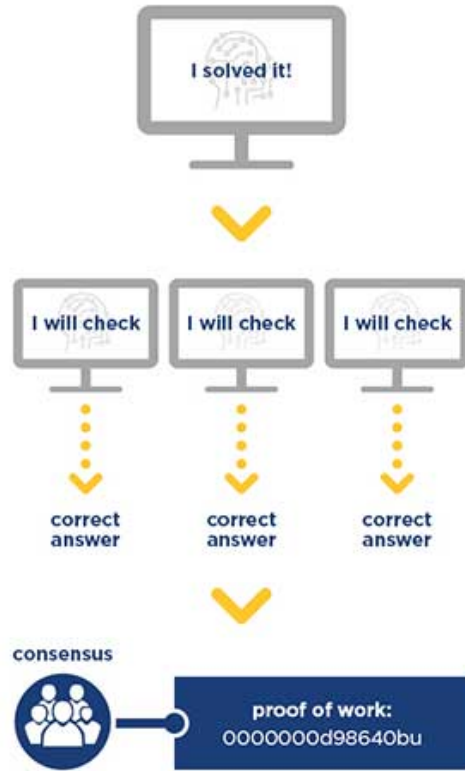 I solved it!
I will check
I will check
I will check
correct
answer
correct
answer
correct
answer
consensus
proof of work:
0000000d98640bu